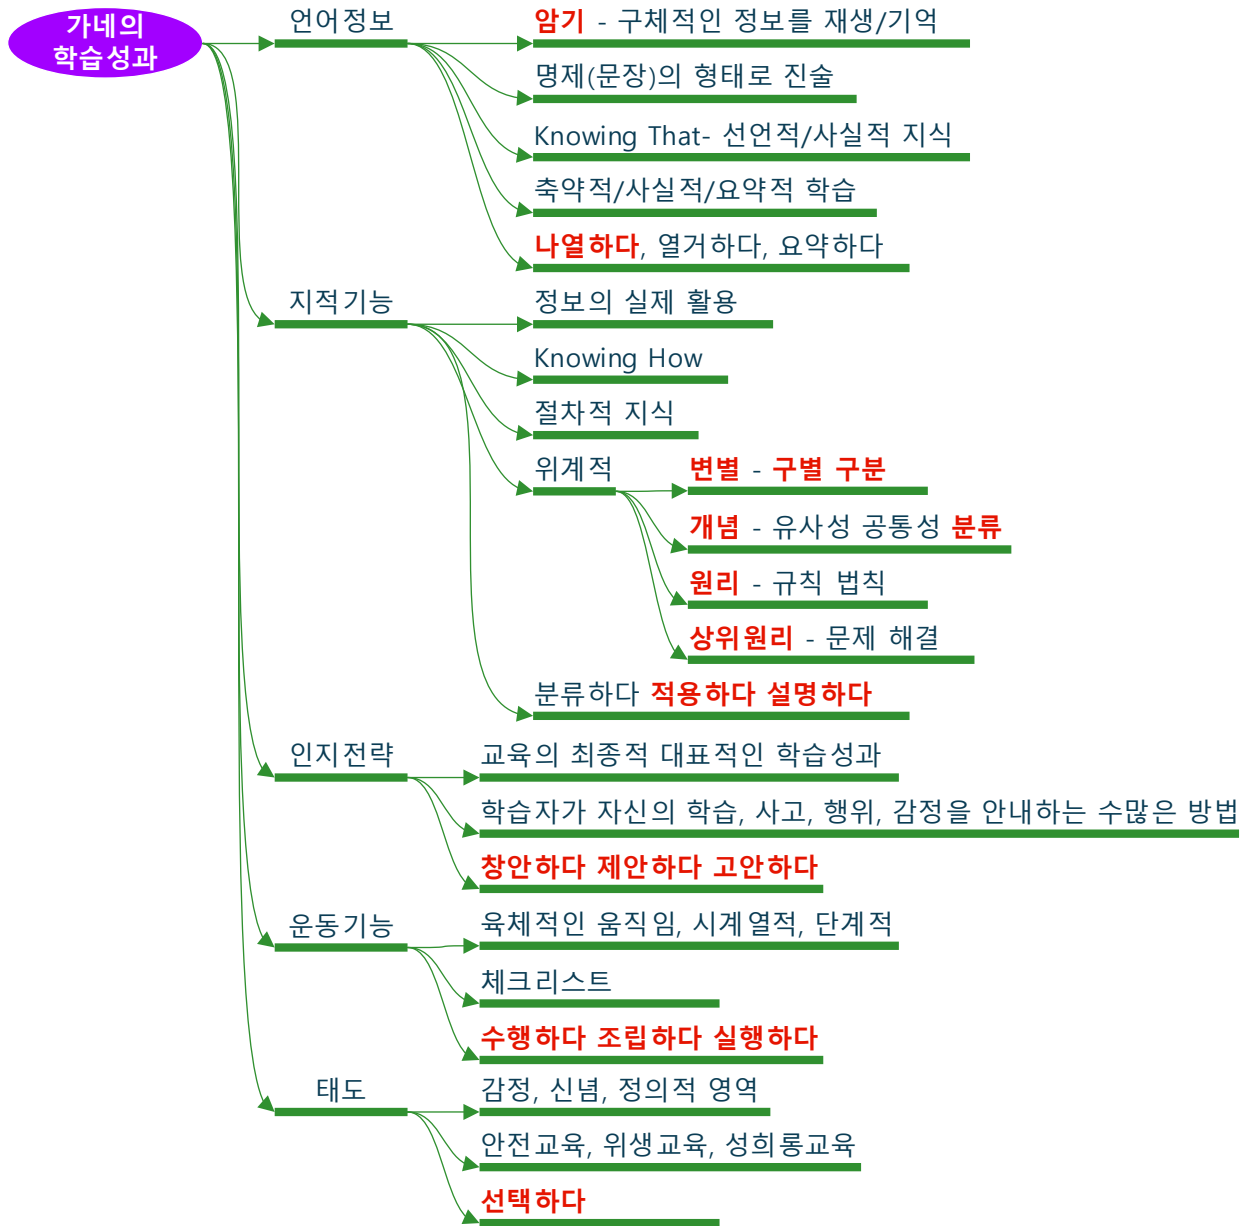 가네의
학습성과
언어정보
암기 - 구체적인 정보를 재생/기억
명제(문장)의 형태로 진술
Knowing That- 선언적/사실적 지식
축약적/사실적/요약적 학습
나열하다, 열거하다, 요약하다
지적기능
정보의 실제 활용
Knowing How
절차적 지식
위계적
변별 - 구별 구분
개념 - 유사성 공통성 분류
원리 - 규칙 법칙
상위원리 - 문제 해결
분류하다 적용하다 설명하다
인지전략
교육의 최종적 대표적인 학습성과
학습자가 자신의 학습, 사고, 행위, 감정을 안내하는 수많은 방법
창안하다 제안하다 고안하다
운동기능
육체적인 움직임, 시계열적, 단계적
체크리스트
수행하다 조립하다 실행하다
태도
감정, 신념, 정의적 영역
안전교육, 위생교육, 성희롱교육
선택하다